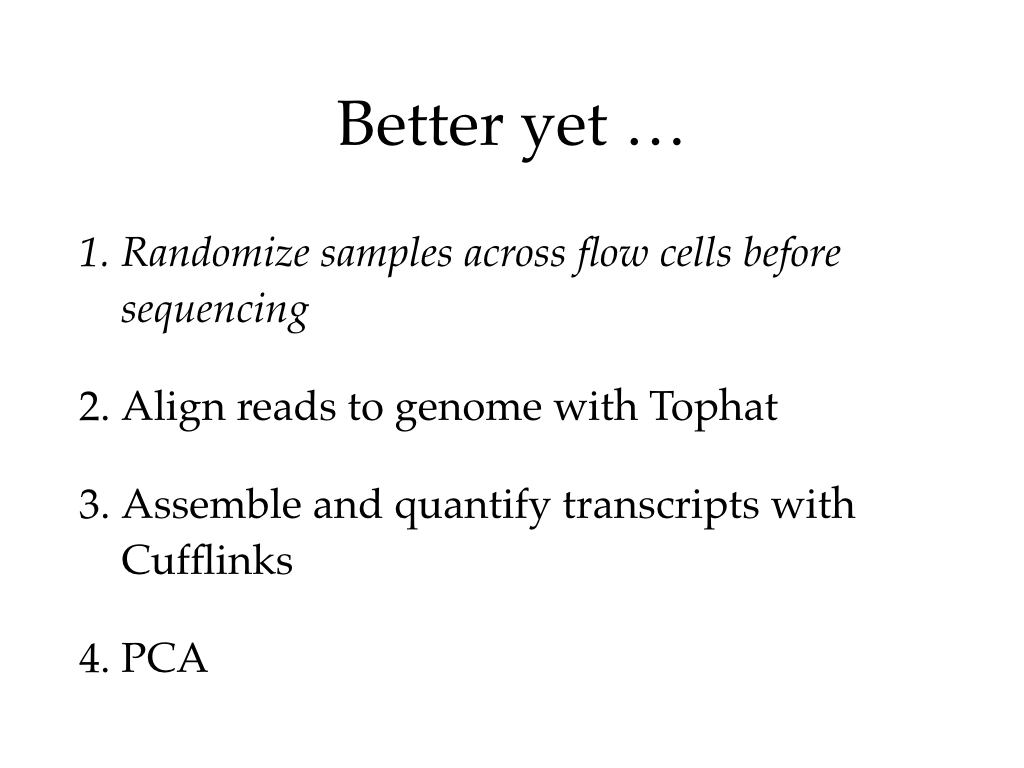 Better yet …
1. Randomize samples across flow cells before
sequencing
2. Align reads to genome with Tophat
3. Assemble and quantify transcripts with
Cufflinks
4. PCA